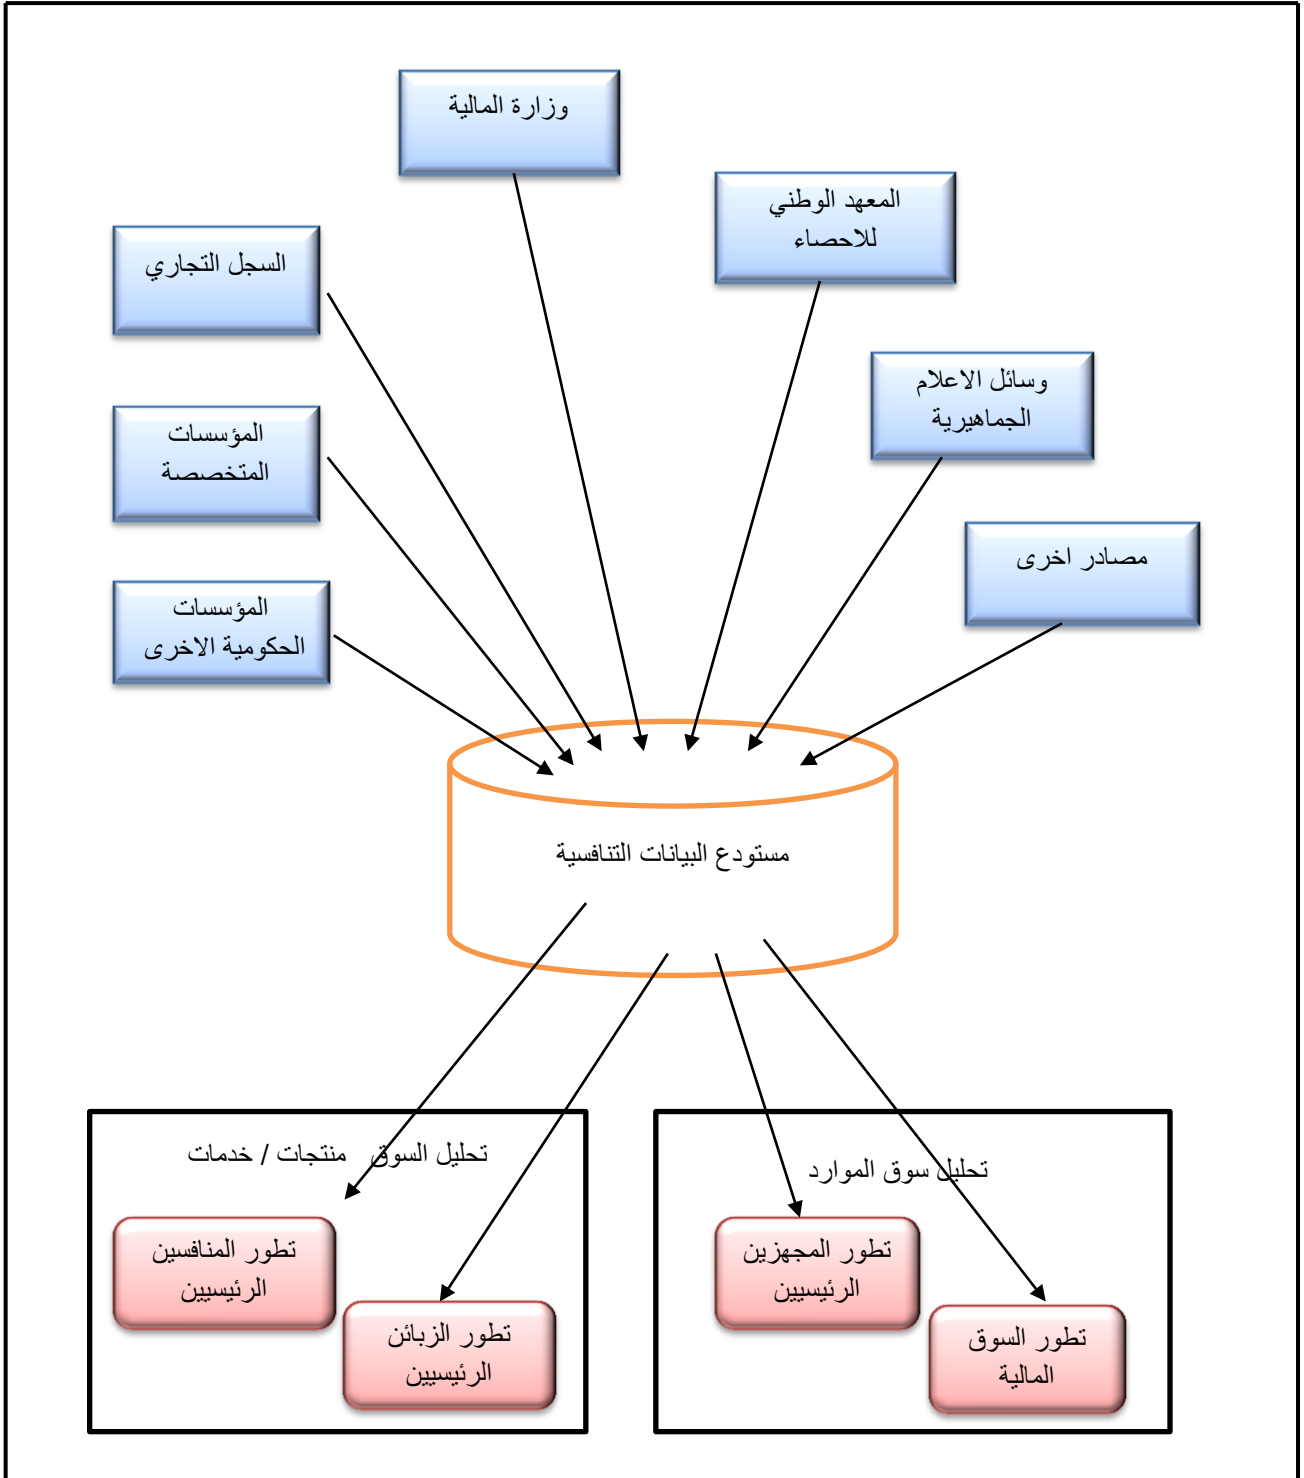 وزارة المالية
المعهد الوطني
للاحصاء
السجل التجاري
وسائل الاعلام
الجماهيرية
المؤسسات
المتخصصة
مصادر اخرى
المؤسسات
الحكومية الاخرى
مستودع البيانات التنافسية
تحليل السوق منتجات / خدمات
تحليل سوق الموارد
تطور المنافسين
الرئيسيين
تطور الزبائن
الرئيسيين
تطور المجهزين
الرئيسيين
تطور السوق
المالية